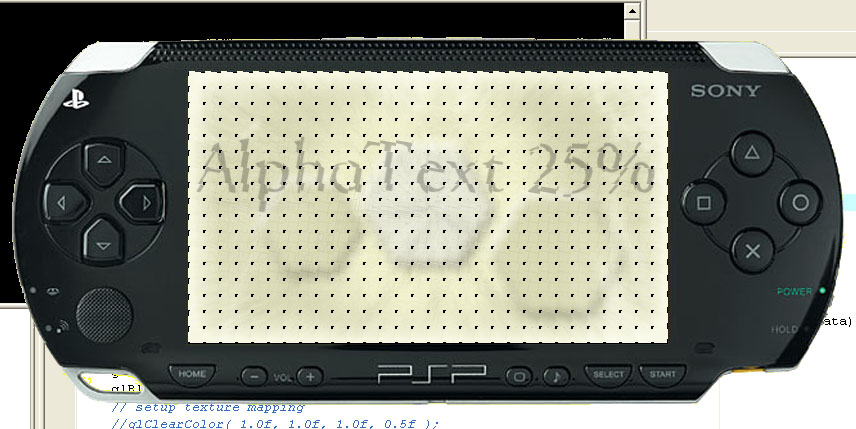 SONY
AlphaText 25%
POWER
ata)
HOLD
HOME
VOL
PSP
SELECT
START
// setup texture mapping
//glClearColor( 1.0f, 1.0f, 1.0f, 0.5f );